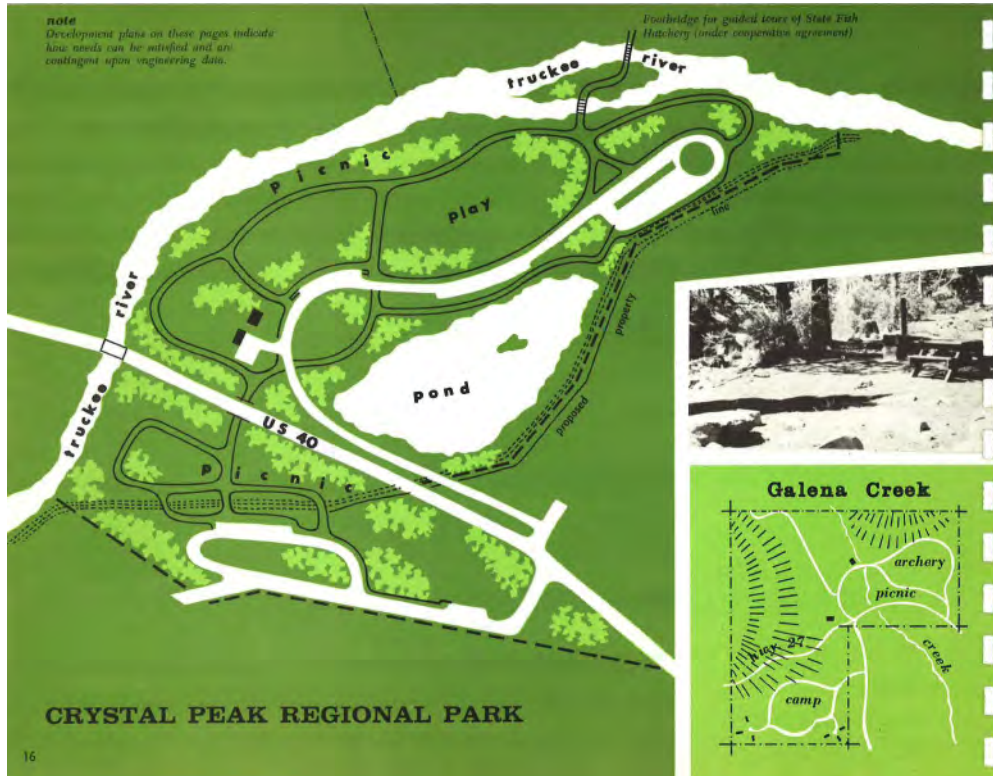 note
Development plans on these pages indicate
how needs can be satisfied and are
contingent upon engineering data.
Footbridge for guided tours of State Fish
Hatchery (under cooperative agreement)
truckee river
picnic
play
line
property
proposed
river
truckee
pond
US 40
picnic
Galena Creek
archery
picnic
creek
hwy 27
camp
CRYSTAL PEAK REGIONAL PARK
16